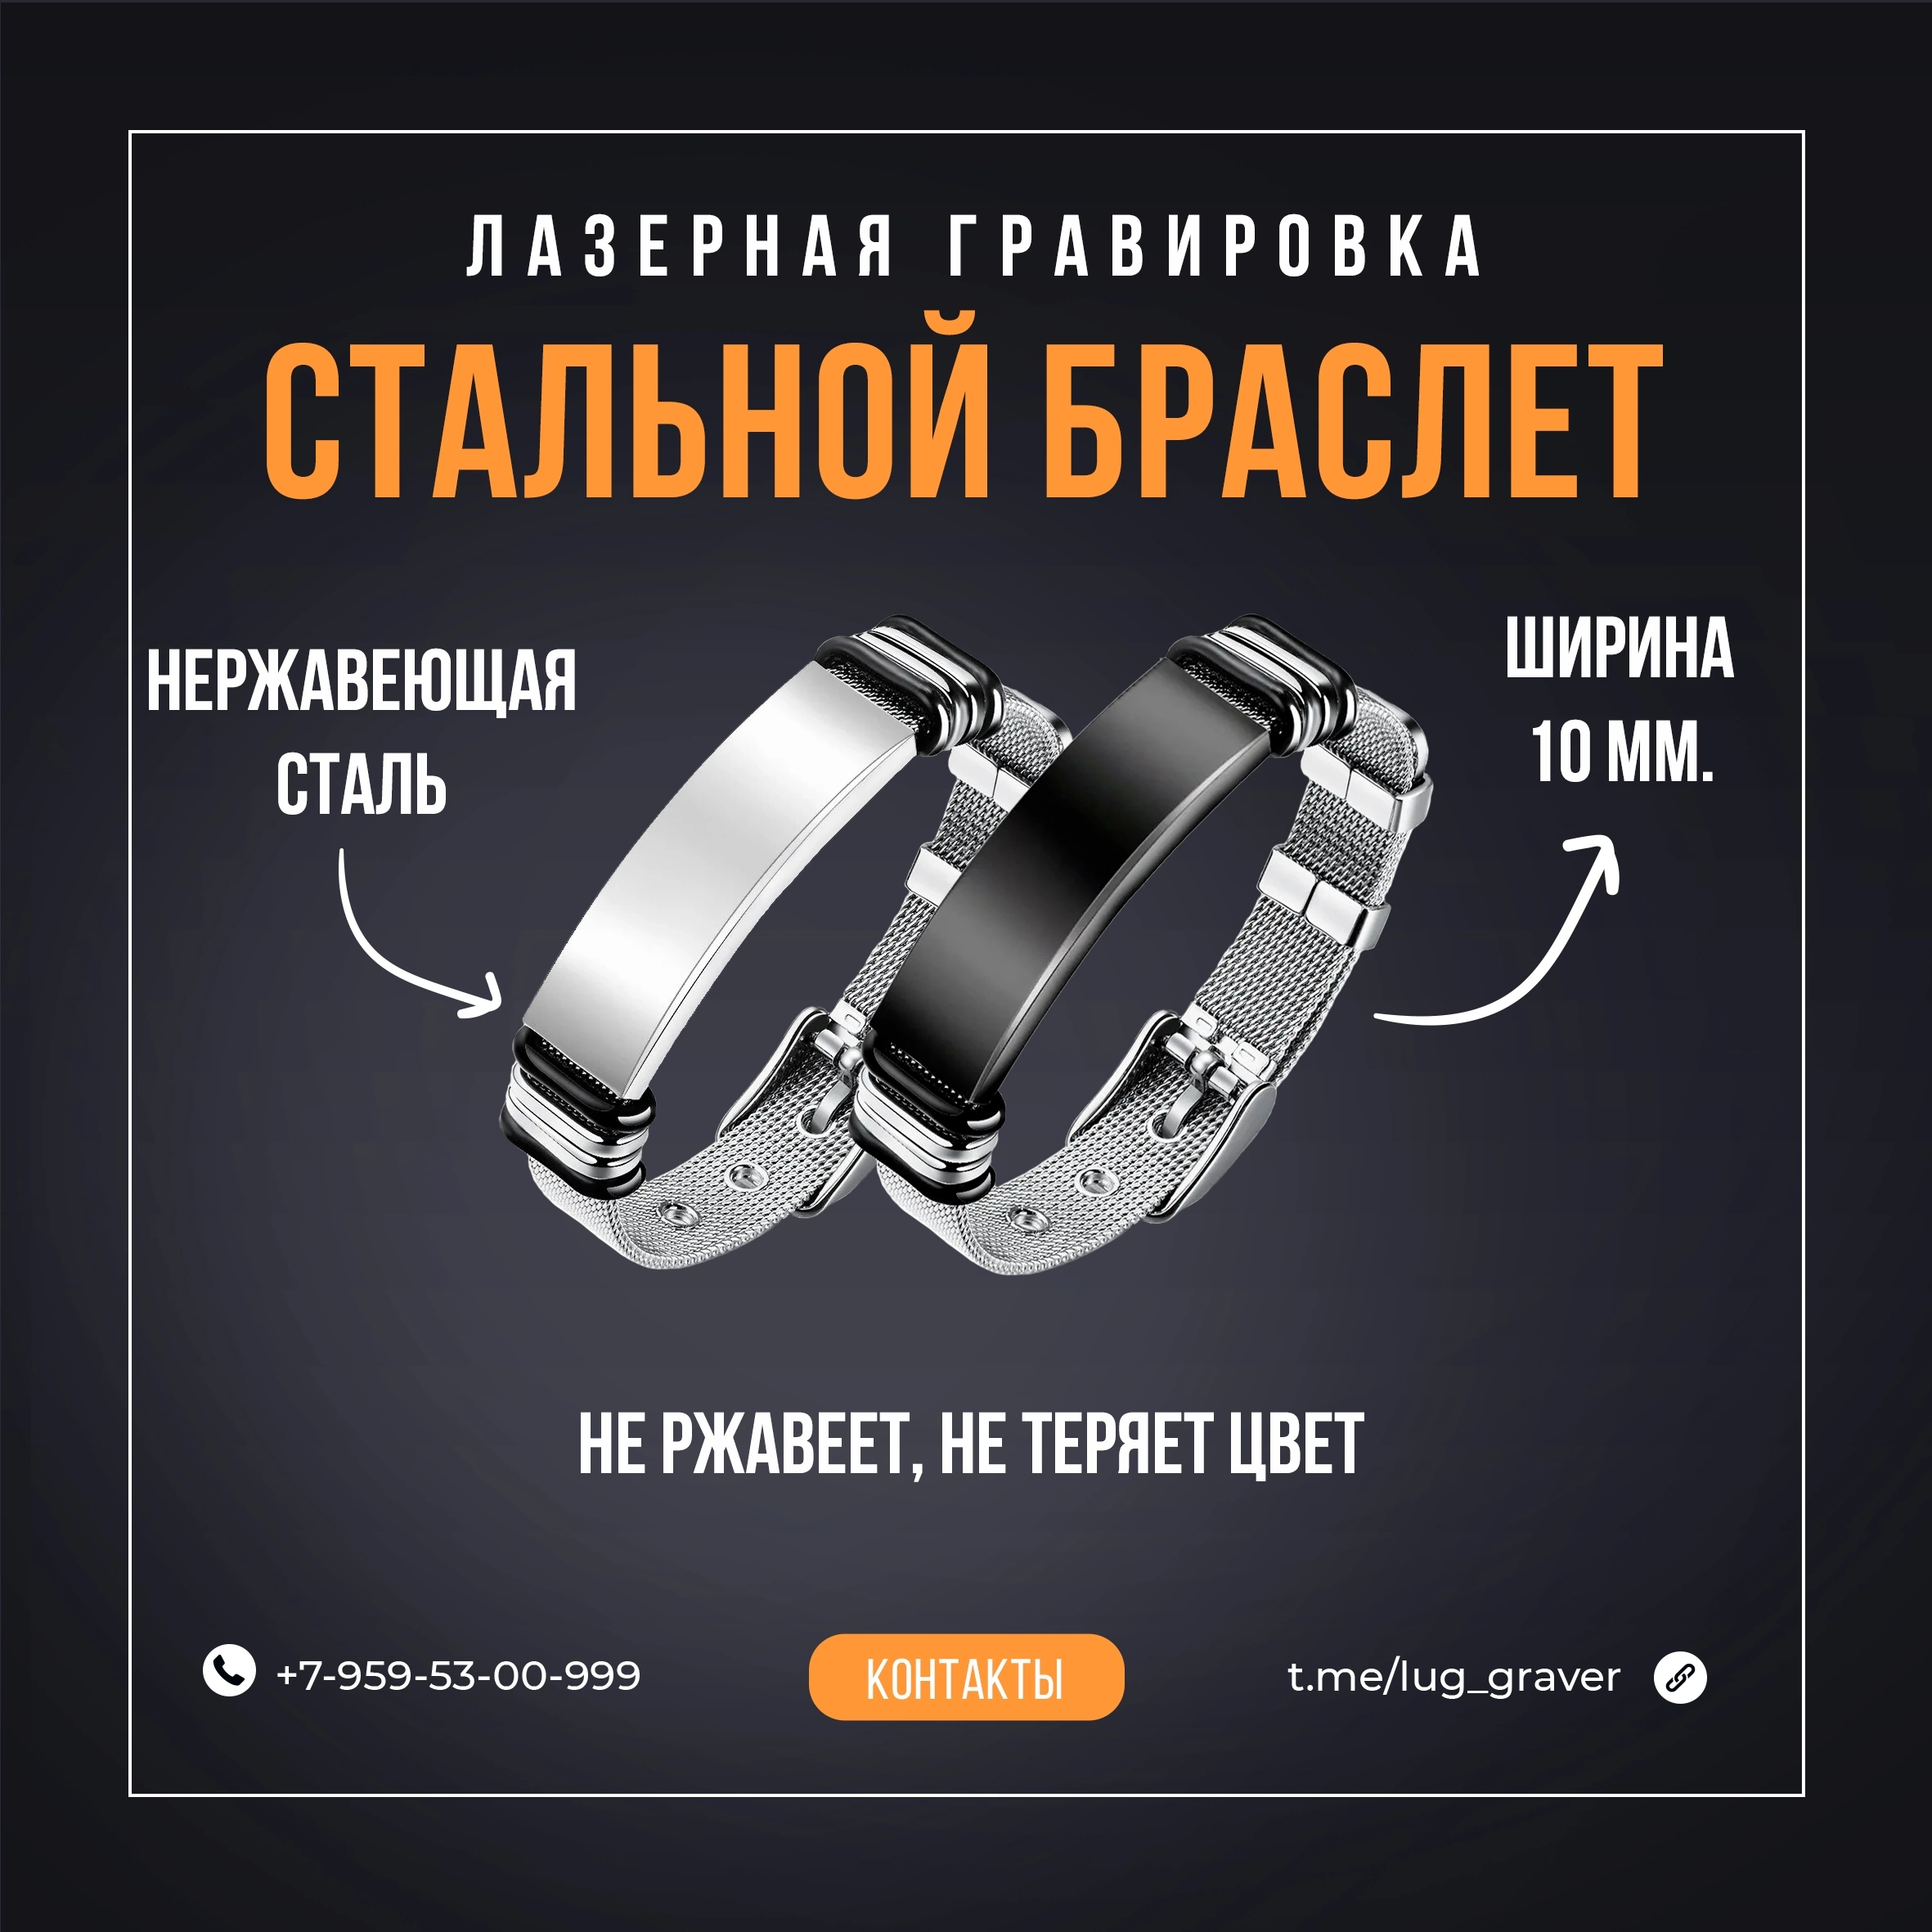 ЛАЗЕРНАЯ ГРАВИРОВКА
СТАЛЬНОЙ БРАСЛЕТ
НЕРЖАВЕЮЩАЯ
СТАЛЬ
ШИРИНА
10 ММ.
НЕ РЖАВЕЕТ, НЕ ТЕРЯЕТ ЦВЕТ
+7-959-53-00-999
КОНТАКТЫ
t.me/lug_graver